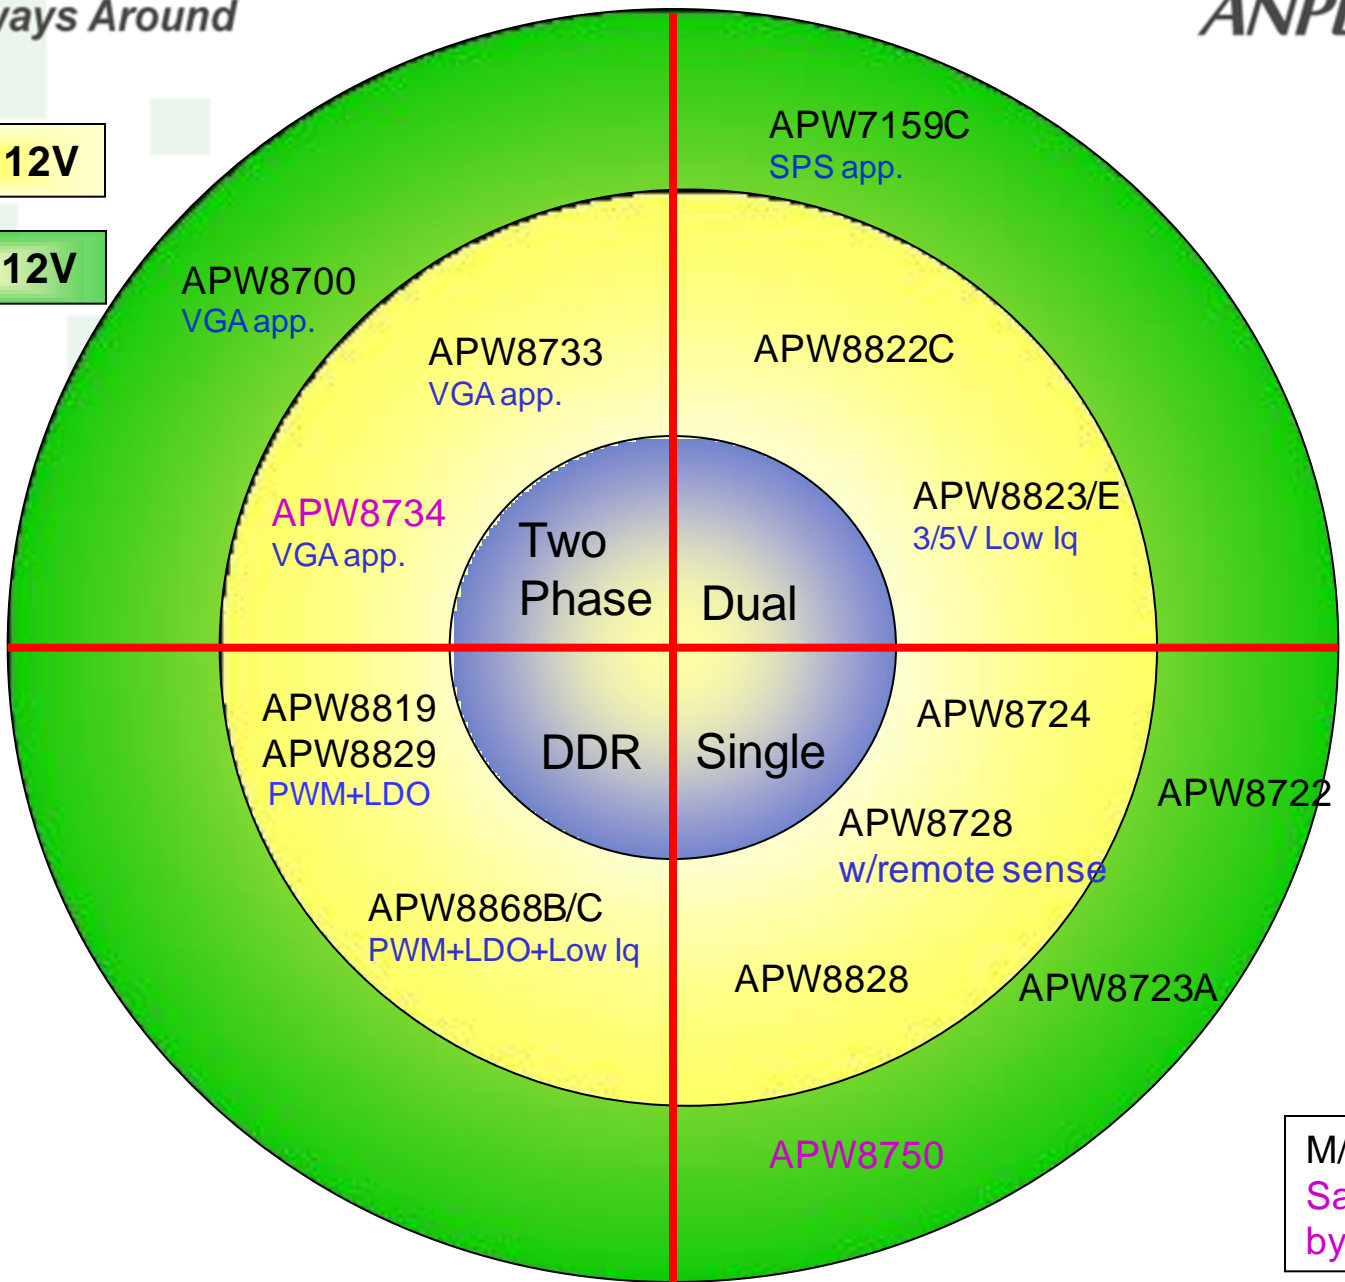 Around
12V
12V
APW7159C
SPS app.
APW8700
VGA app.
APW8733
VGA app.
APW8822C
APW8734
VGA app.
APW8823/E
3/5V Low Iq
Two
Phase
Dual
APW8819
APW8829
PWM+LDO
DDR
Single
APW8724
APW8722
APW8728
w/remote sense
APW8868B/C
PWM+LDO+Low Iq
APW8828
APW8723A
APW8750
M/
Sa
by